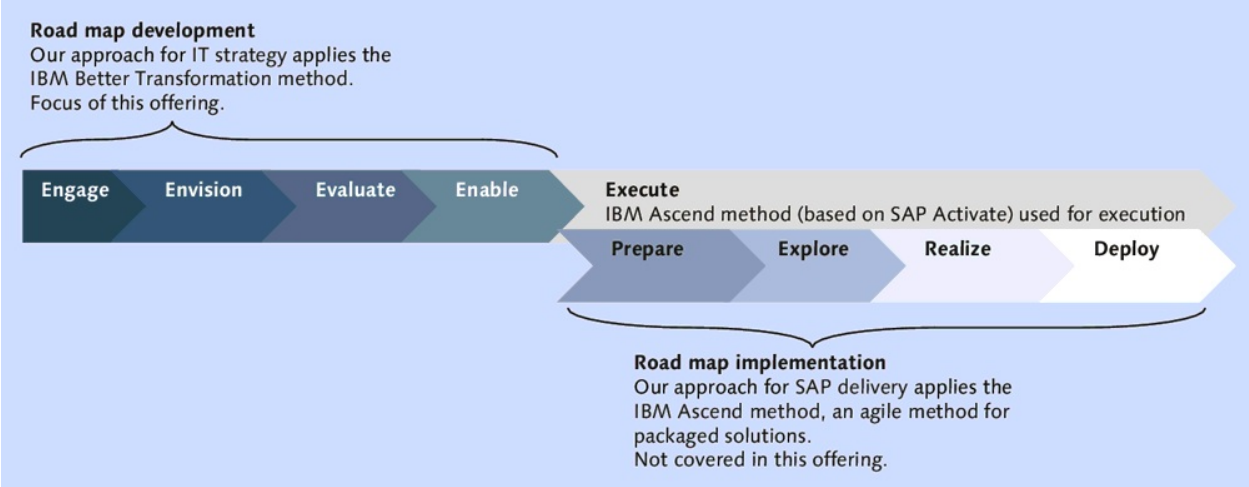 Road map development
Our approach for IT strategy applies the
IBM Better Transformation method.
Focus of this offering.
Engage
Envision
Evaluate
Enable
Execute
IBM Ascend method (based on SAP Activate) used for execution
Prepare
Explore
Realize
Deploy
Road map implementation
Our approach for SAP delivery applies the
IBM Ascend method, an agile method for
packaged solutions.
Not covered in this offering.